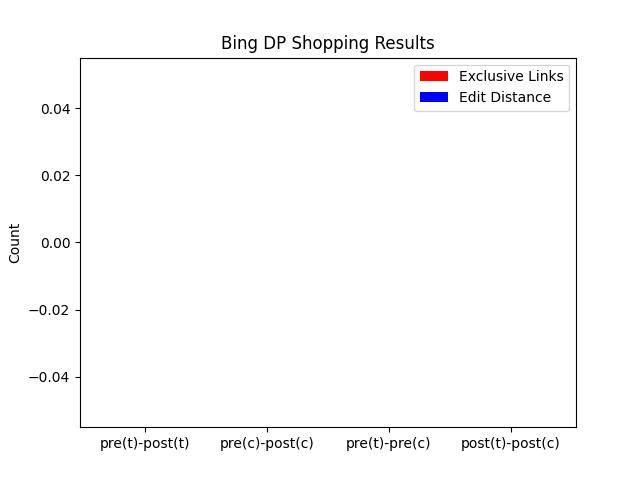 Bing DP Shopping Results
Exclusive Links
Edit Distance
0.04
0.02
0.00
−0.02
−0.04
Count
pre(t)-post(t) pre(c)-post(c) pre(t)-pre(c) post(t)-post(c)